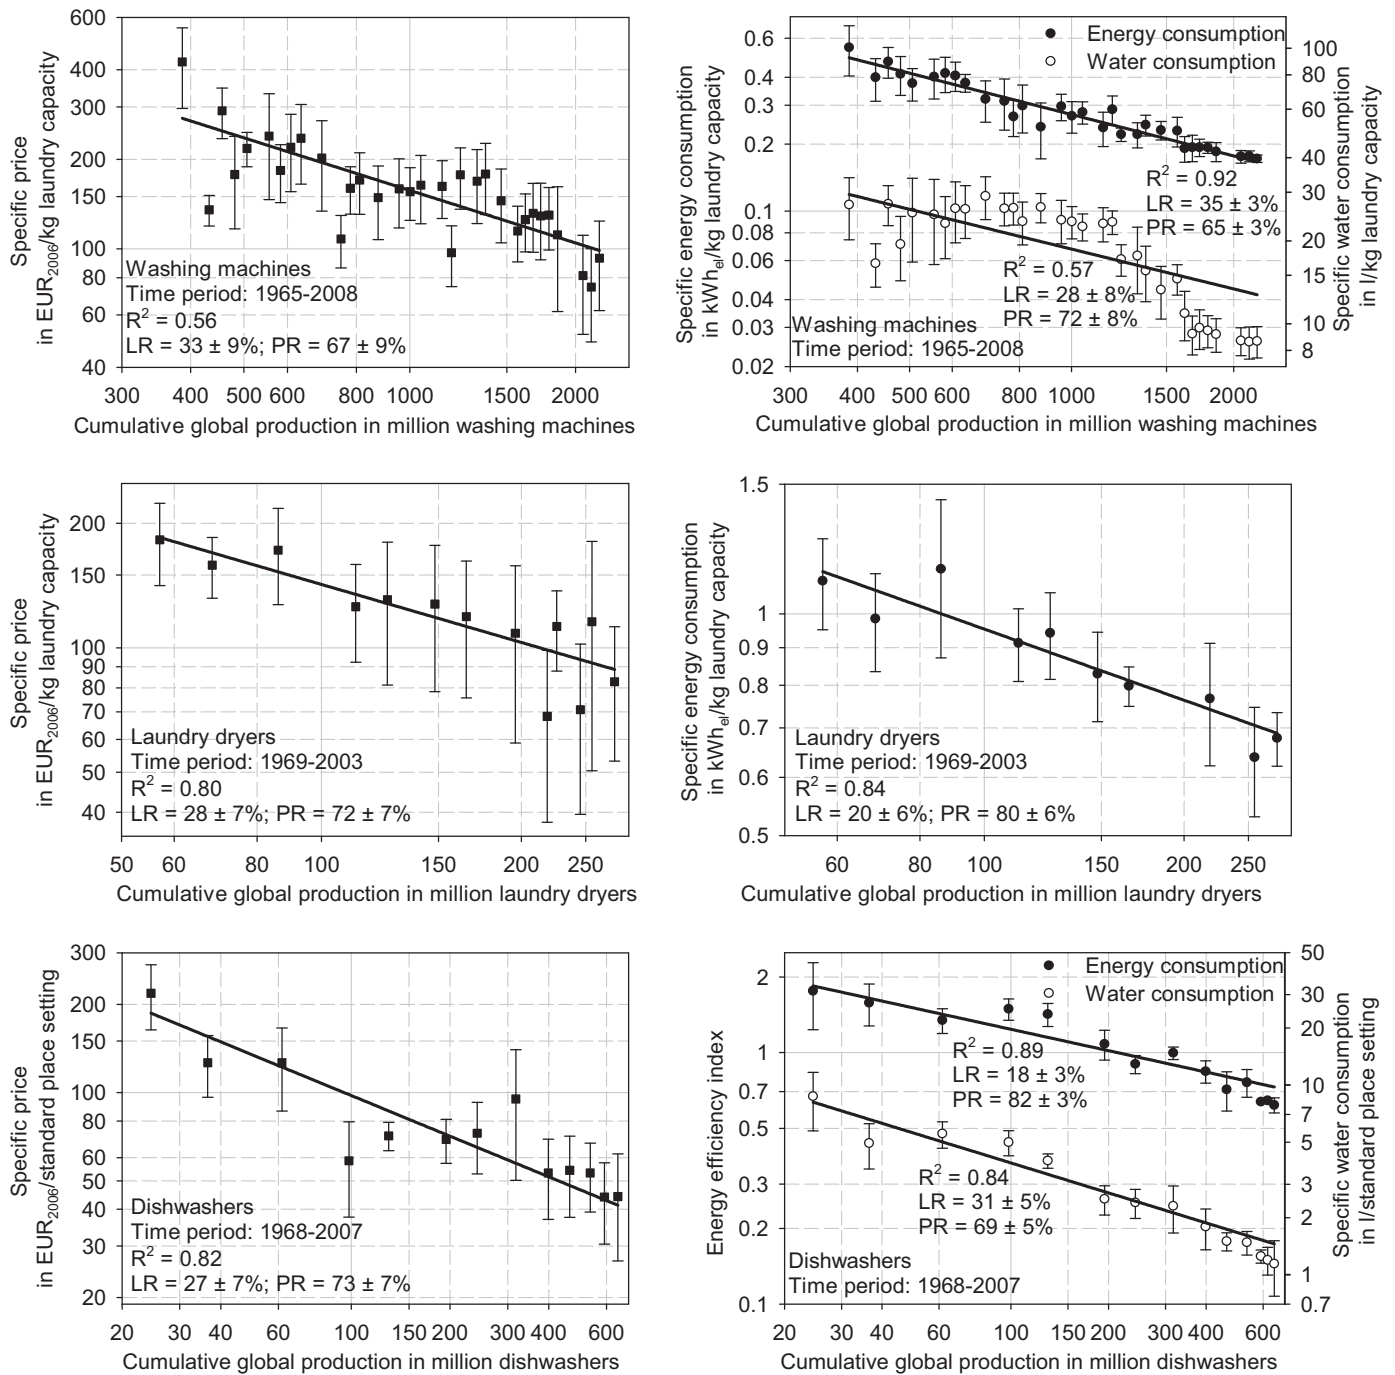 600
400
300
200
150
100
80
60
40
Specific price
in EUR2006/kg laundry capacity
Washing machines
Time period: 1965-2008
R2 = 0.56
LR = 33 ± 9%; PR = 67 ± 9%
300 400 500 600 800 1000 1500 2000
Cumulative global production in million washing machines
0.6
0.4
0.3
0.2
0.1
0.08
0.06
0.04
0.03
0.02
Specific energy consumption
in kWhel/kg laundry capacity
Energy consumption
Water consumption
R2 = 0.92
LR = 35 ± 3%
PR = 65 ± 3%
R2 = 0.57
LR = 28 ± 8%
PR = 72 ± 8%
Washing machines
Time period: 1965-2008
100
80
60
40
30
20
15
10
8
Specific water consumption
in l/kg laundry capacity
300 400 500 600 800 1000 1500 2000
Cumulative global production in million washing machines
200
150
100
90
80
70
60
50
40
Specific price
in EUR2006/kg laundry capacity
Laundry dryers
Time period: 1969-2003
R2 = 0.80
LR = 28 ± 7%; PR = 72 ± 7%
50 60 80 100 150 200 250
Cumulative global production in million laundry dryers
1.5
1
0.9
0.8
0.7
0.6
0.5
Specific energy consumption
in kWhel/kg laundry capacity
Laundry dryers
Time period: 1969-2003
R2 = 0.84
LR = 20 ± 6%; PR = 80 ± 6%
60 80 100 150 200 250
Cumulative global production in million laundry dryers
300
200
150
100
80
60
50
40
30
20
Specific price
in EUR2006/standard place setting
Dishwashers
Time period: 1968-2007
R2 = 0.82
LR = 27 ± 7%; PR = 73 ± 7%
20 30 40 60 100 150 200 300 400 600
Cumulative global production in million dishwashers
2
1
0.7
0.5
0.3
0.2
0.1
Energy efficiency index
Energy consumption
Water consumption
R2 = 0.89
LR = 18 ± 3%
PR = 82 ± 3%
R2 = 0.84
LR = 31 ± 5%
PR = 69 ± 5%
Dishwashers
Time period: 1968-2007
50
30
20
10
7
5
3
2
1
0.7
Specific water consumption
in l/standard place setting
20 30 40 60 100 150 200 300 400 600
Cumulative global production in million dishwashers